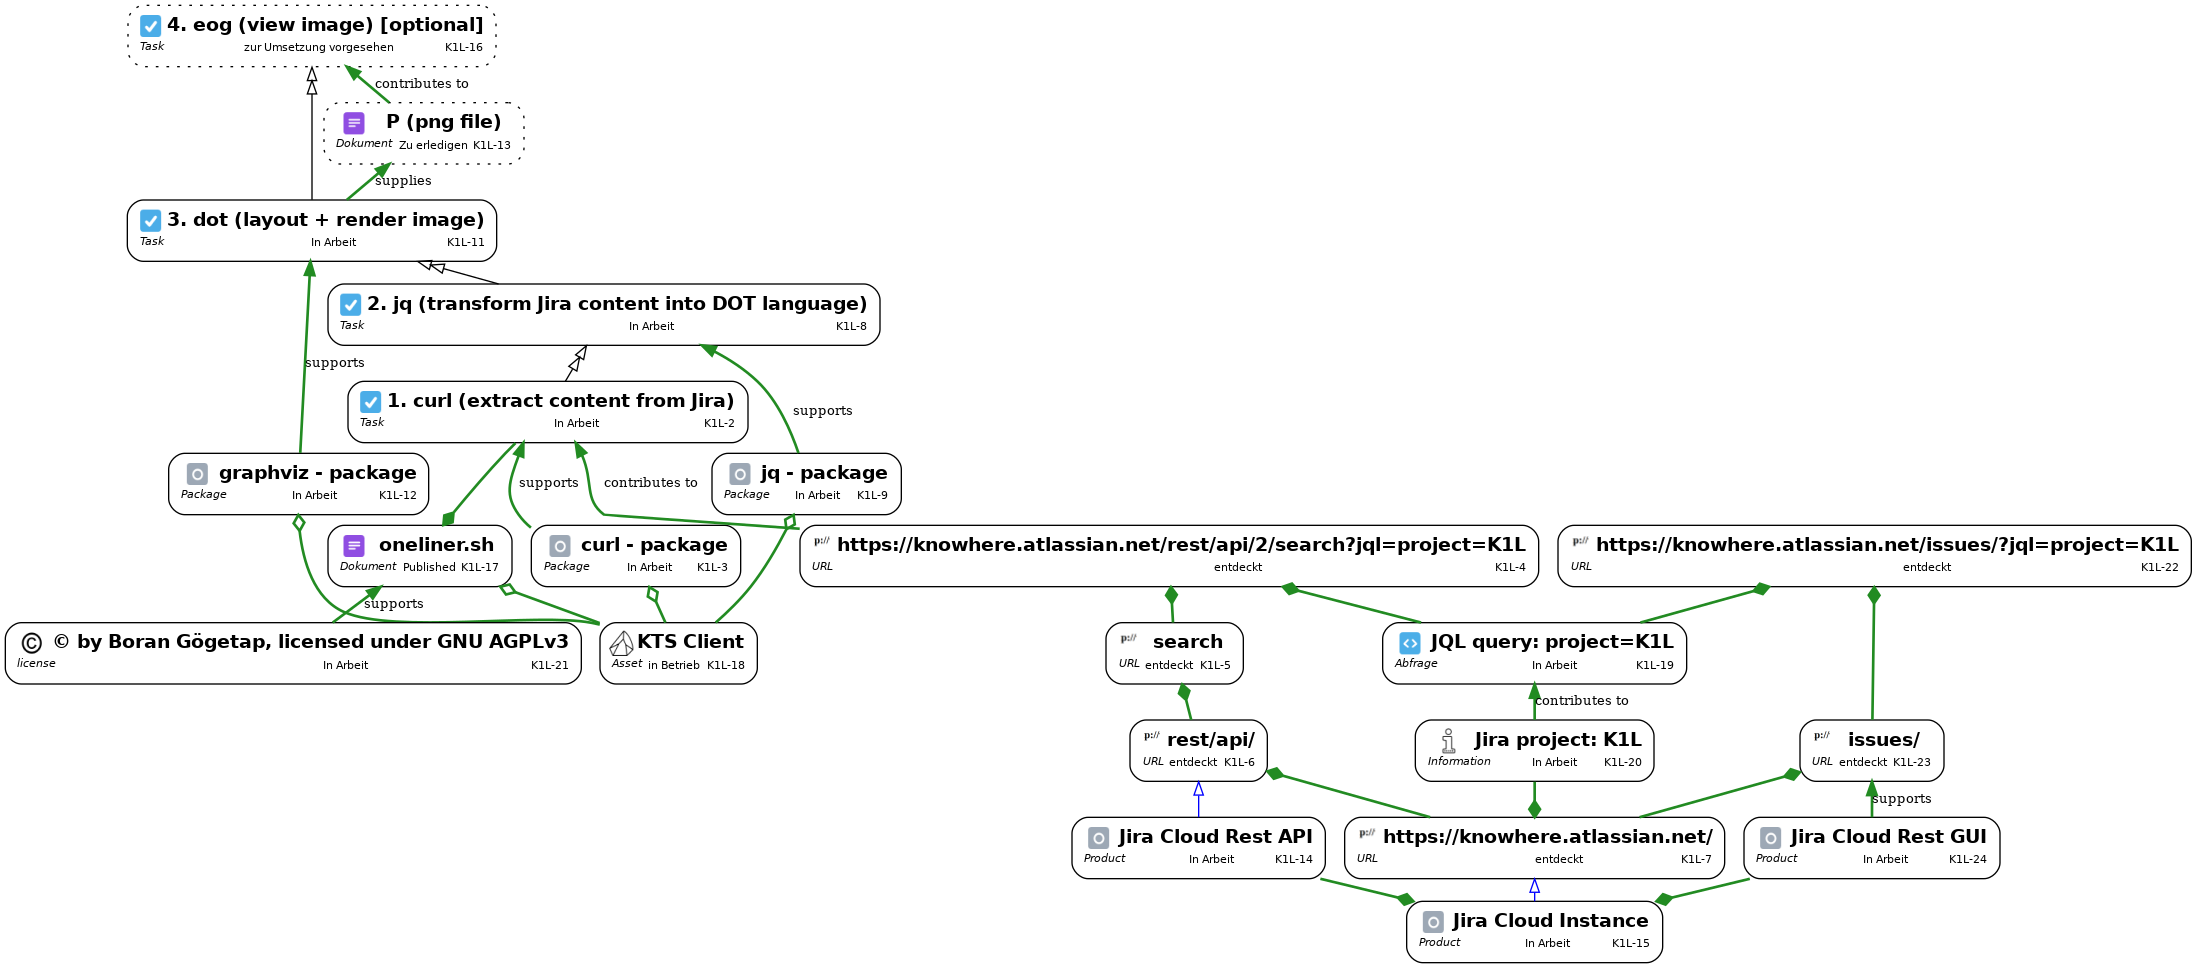 4. eog (view image) [optional]
Task zur Umsetzung vorgesehen K1L-16
contributes to
P (png file)
Dokument Zu erledigen K1L-13
supplies
3. dot (layout + render image)
Task In Arbeit K1L-11
2. jq (transform Jira content into DOT language)
Task In Arbeit K1L-8
supports
1. curl (extract content from Jira)
Task In Arbeit K1L-2
supports
graphviz - package
Package In Arbeit K1L-12
supports
contributes to
jq - package
Package In Arbeit K1L-9
oneliner.sh
Dokument Published K1L-17
curl - package
Package In Arbeit K1L-3
p:// https://knowhere.atlassian.net/rest/api/2/search?jql=project=K1L
URL entdeckt K1L-4
p:// https://knowhere.atlassian.net/issues/?jql=project=K1L
URL entdeckt K1L-22
supports
© © by Boran Gögetap, licensed under GNU AGPLv3
license In Arbeit K1L-21
KTS Client
Asset in Betrieb K1L-18
p:// search
URL entdeckt K1L-5
JQL query: project=K1L
Abfrage In Arbeit K1L-19
contributes to
p:// rest/api/
URL entdeckt K1L-6
Jira project: K1L
Information In Arbeit K1L-20
p:// issues/
URL entdeckt K1L-23
supports
Jira Cloud Rest API
Product In Arbeit K1L-14
p:// https://knowhere.atlassian.net/
URL entdeckt K1L-7
Jira Cloud Rest GUI
Product In Arbeit K1L-24
Jira Cloud Instance
Product In Arbeit K1L-15